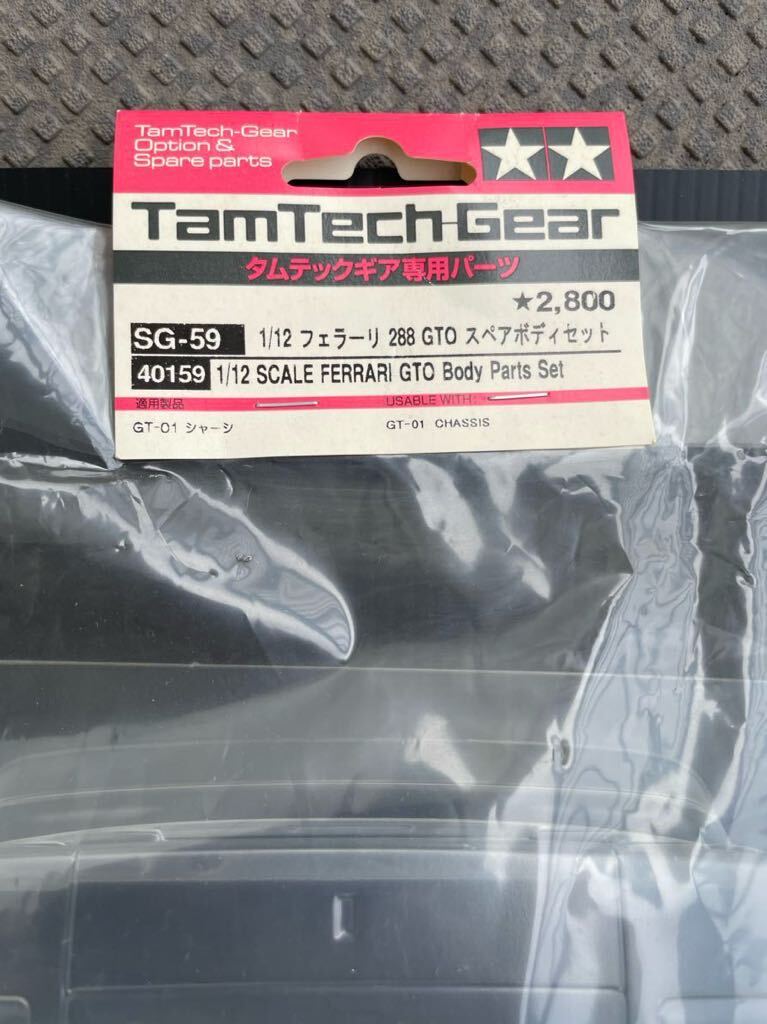 TamTech-Gear
Option &
Spare parts
TamTech-Gear
タムテックギア専用パーツ
★2,800
SG-59 1/12 フェラーリ 288 GTO スペアボディセット
40159 1/12 SCALE FERRARI GTO Body Parts Set
適用製品 USABLE WITH:
GT-01 シャーシ GT-01 CHASSIS